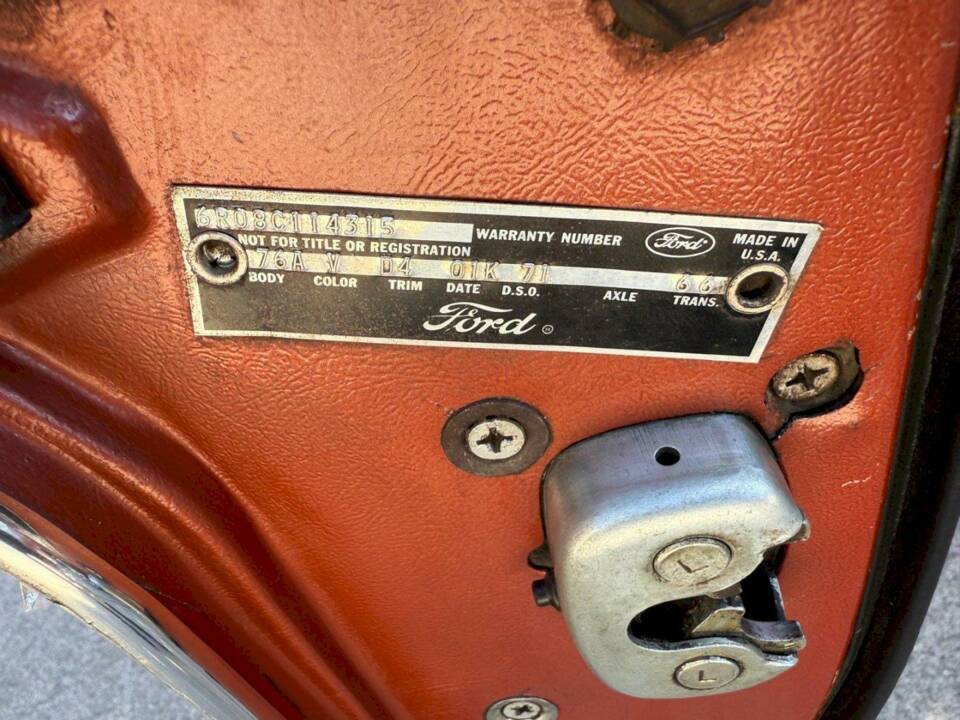 6R08C114315
WARRANTY NUMBER
Ford
MADE IN
U.S.A.
NOT FOR TITLE OR REGISTRATION
76A V D4 01K 71 6 6
BODY COLOR TRIM DATE D.S.O. AXLE TRANS.
Ford ®
L
L